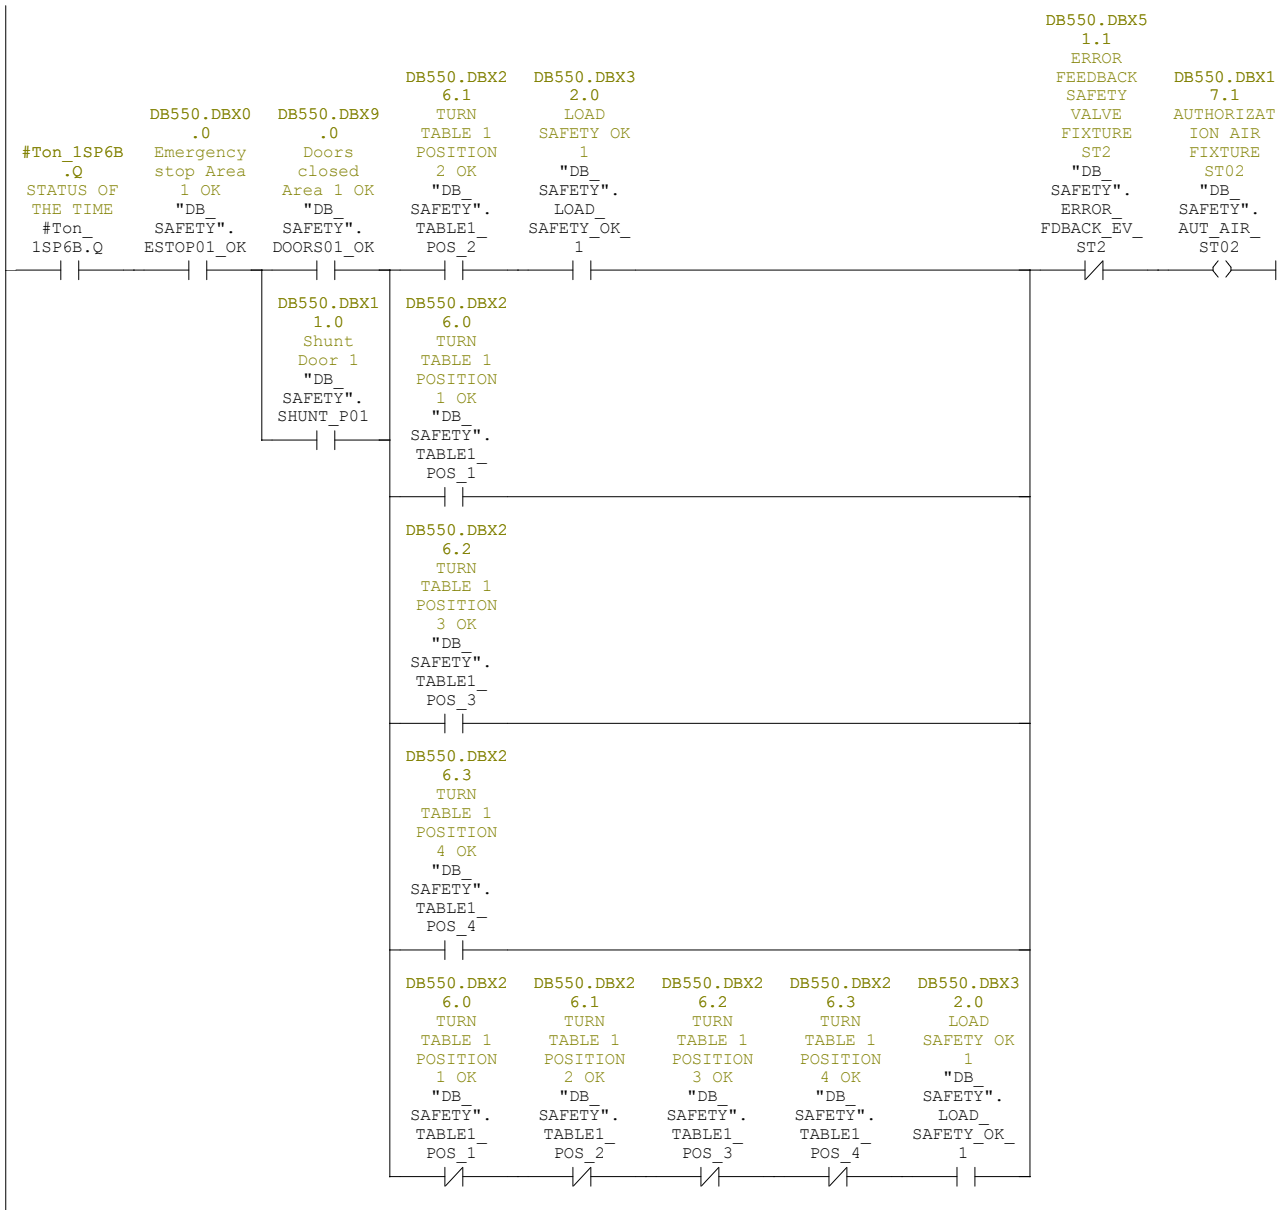 DB550.DBX5
1.1
ERROR
FEEDBACK
SAFETY
VALVE
FIXTURE
ST2
"DB_
SAFETY".
ERROR_
FDBACK_EV_
ST2
DB550.DBX1
7.1
AUTHORIZAT
ION AIR
FIXTURE
ST02
"DB_
SAFETY".
AUT_AIR_
ST02
#Ton_1SP6B
.Q
STATUS OF
THE TIME
#Ton_
1SP6B.Q
DB550.DBX0
.0
Emergency
stop Area
1 OK
"DB_
SAFETY".
ESTOP01_OK
DB550.DBX9
.0
Doors
closed
Area 1 OK
"DB_
SAFETY".
DOORS01_OK
DB550.DBX2
6.1
TURN
TABLE 1
POSITION
2 OK
"DB_
SAFETY".
TABLE1_
POS_2
DB550.DBX3
2.0
LOAD
SAFETY OK
1
"DB_
SAFETY".
LOAD_
SAFETY_OK_
1
DB550.DBX1
1.0
Shunt
Door 1
"DB_
SAFETY".
SHUNT_P01
DB550.DBX2
6.0
TURN
TABLE 1
POSITION
1 OK
"DB_
SAFETY".
TABLE1_
POS_1
DB550.DBX2
6.2
TURN
TABLE 1
POSITION
3 OK
"DB_
SAFETY".
TABLE1_
POS_3
DB550.DBX2
6.3
TURN
TABLE 1
POSITION
4 OK
"DB_
SAFETY".
TABLE1_
POS_4
DB550.DBX2
6.0
TURN
TABLE 1
POSITION
1 OK
"DB_
SAFETY".
TABLE1_
POS_1
DB550.DBX2
6.1
TURN
TABLE 1
POSITION
2 OK
"DB_
SAFETY".
TABLE1_
POS_2
DB550.DBX2
6.2
TURN
TABLE 1
POSITION
3 OK
"DB_
SAFETY".
TABLE1_
POS_3
DB550.DBX2
6.3
TURN
TABLE 1
POSITION
4 OK
"DB_
SAFETY".
TABLE1_
POS_4
DB550.DBX3
2.0
LOAD
SAFETY OK
1
"DB_
SAFETY".
LOAD_
SAFETY_OK_
1